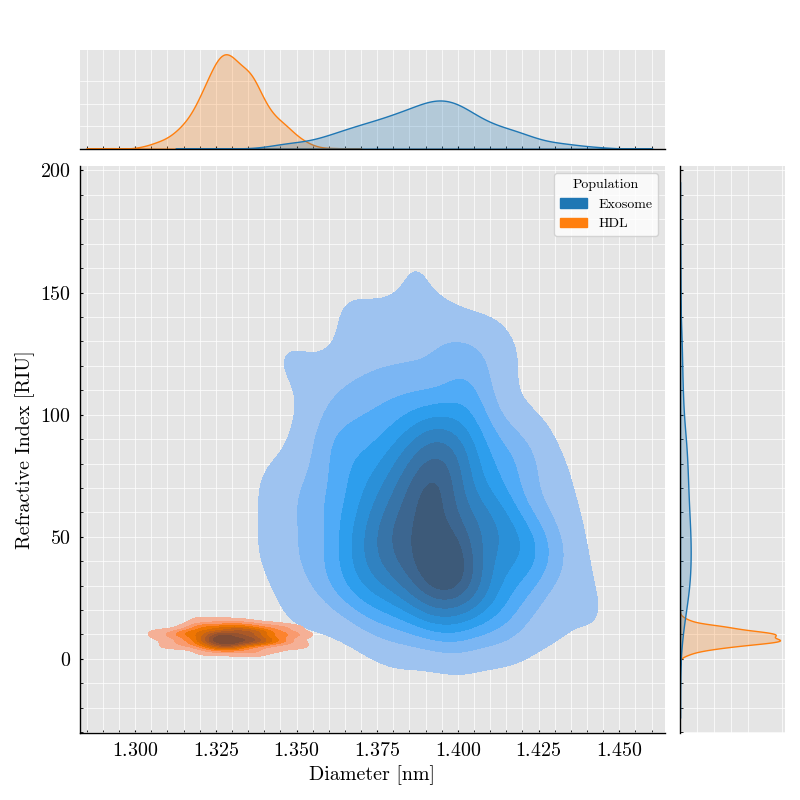 200
Population
Exosome
HDL
150
100
50
0
Refractive Index [RIU]
1.300 1.325 1.350 1.375 1.400 1.425 1.450
Diameter [nm]